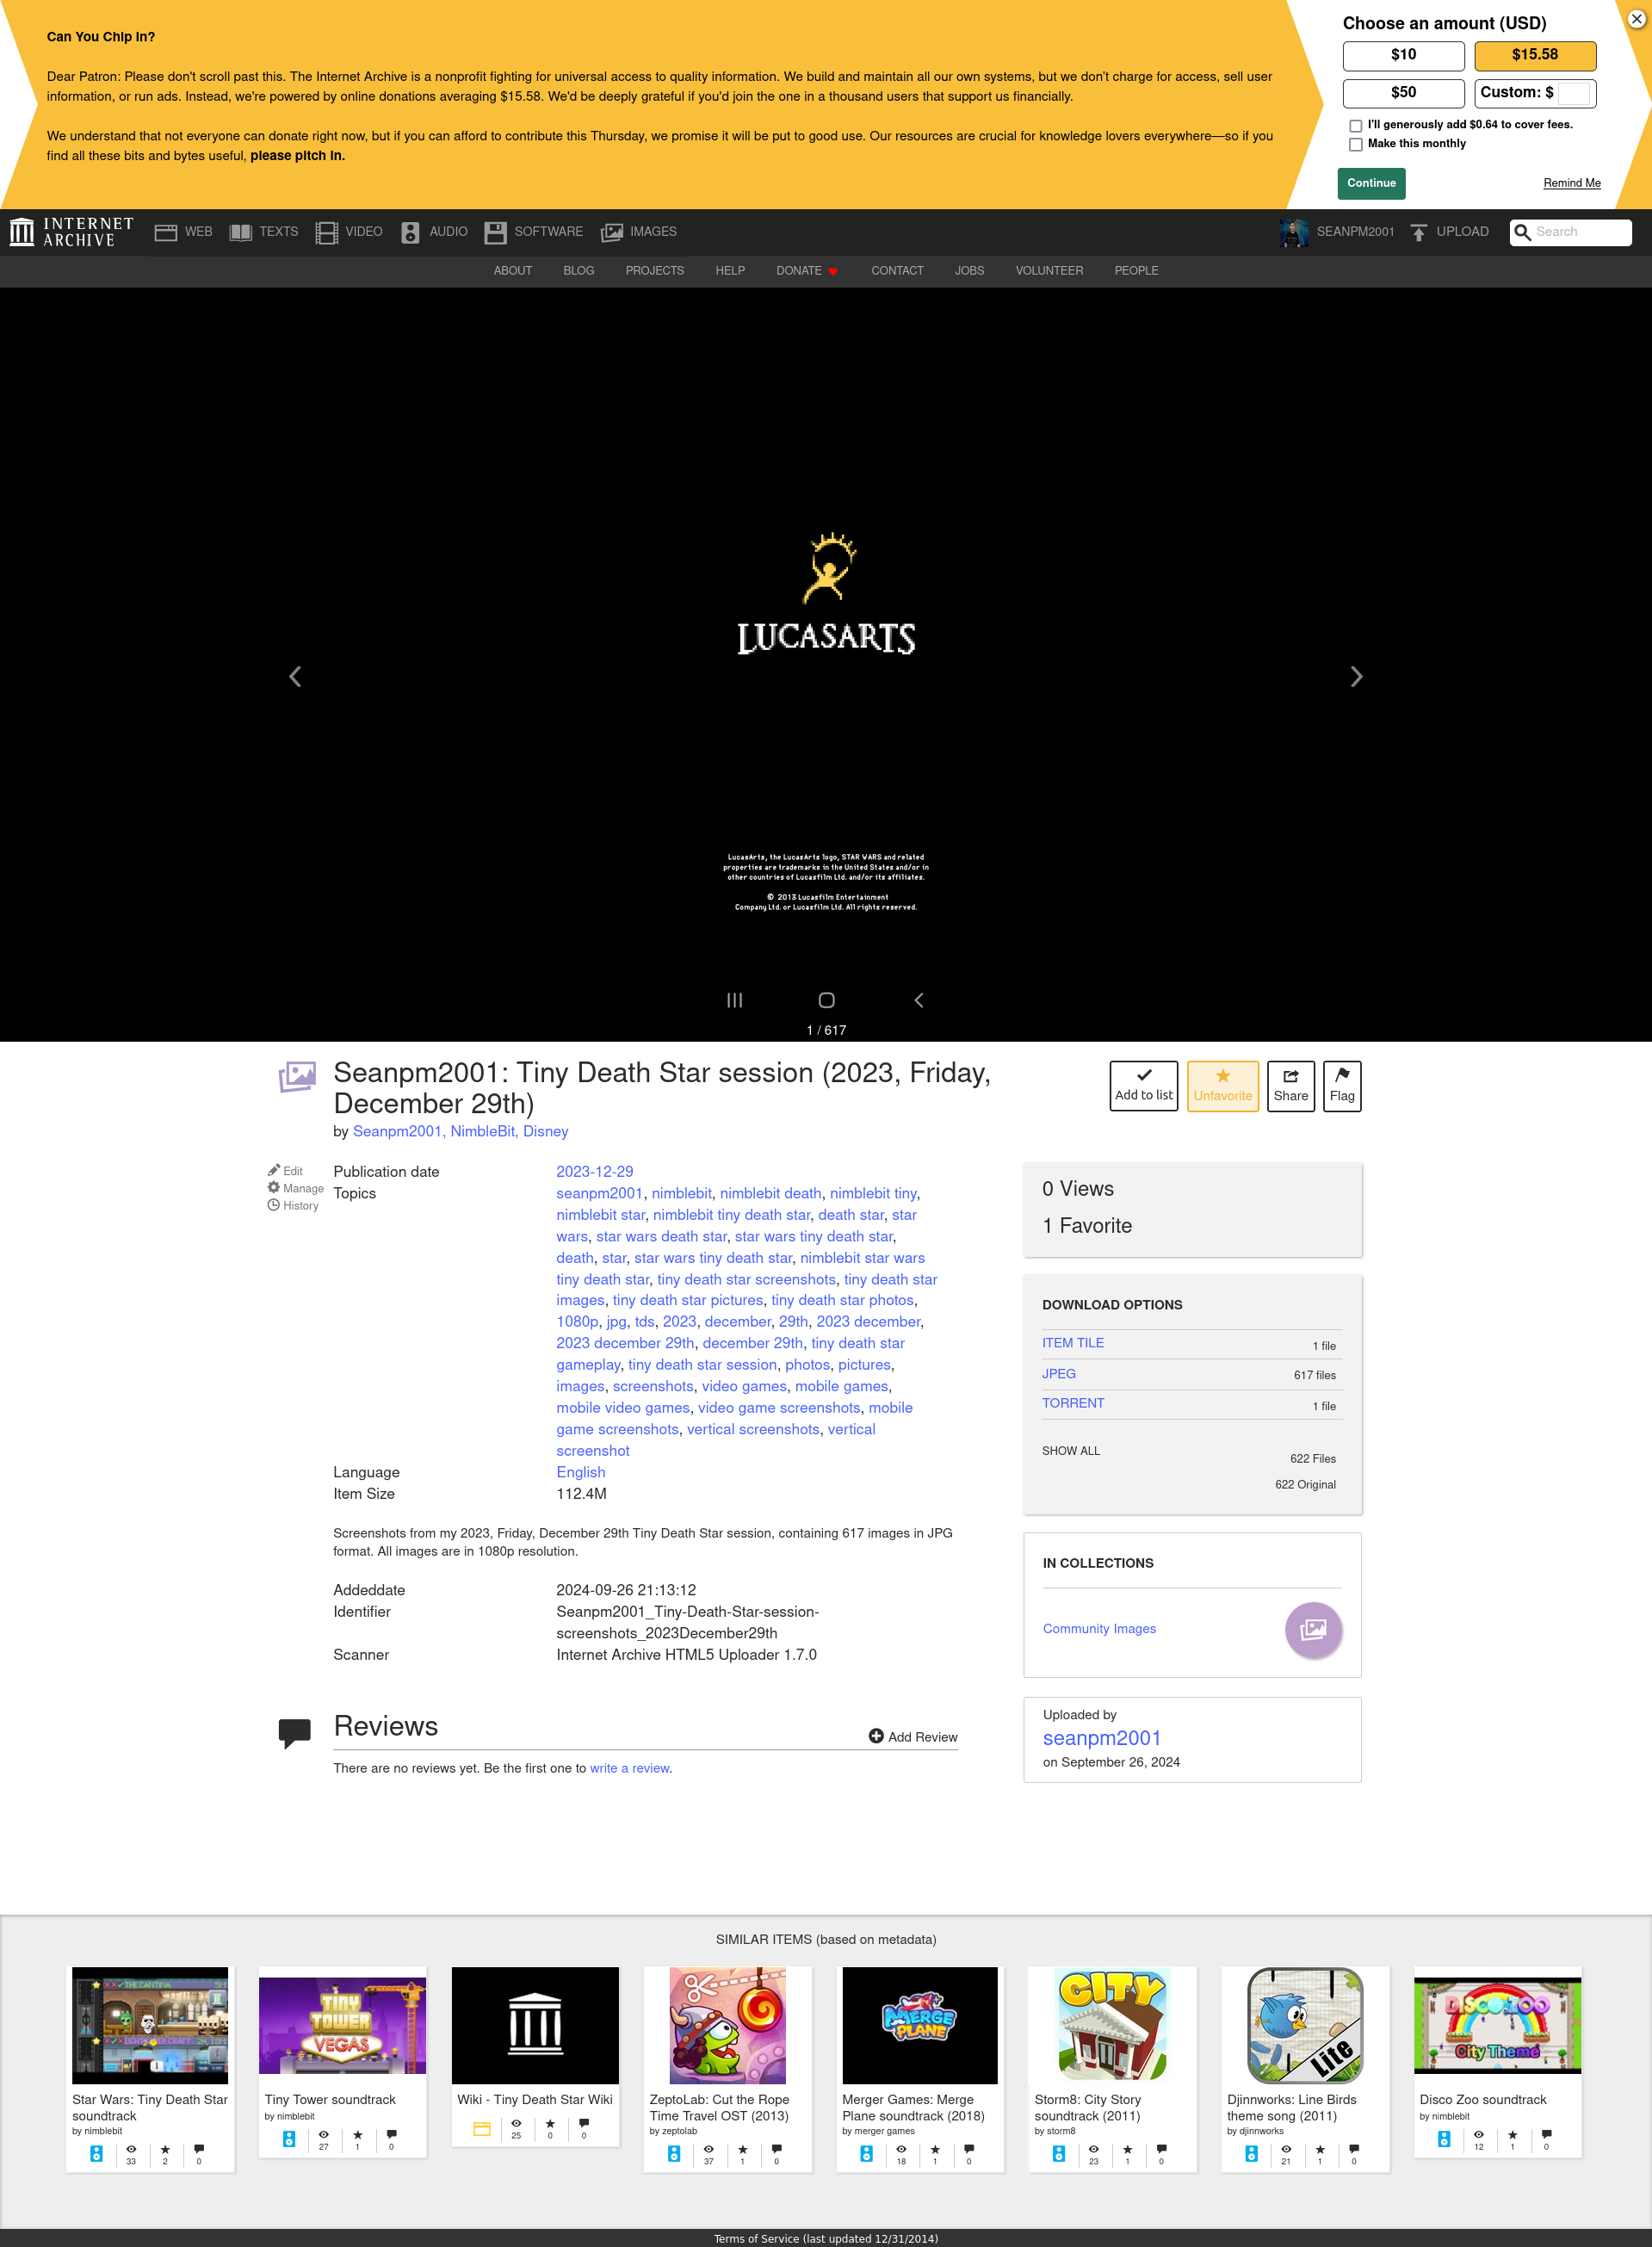 Can You Chip In?
Dear Patron: Please don't scroll past this. The Internet Archive is a nonprofit fighting for universal access to quality information. We build and maintain all our own systems, but we don't charge for access, sell user
information, or run ads. Instead, we're powered by online donations averaging $15.58. We'd be deeply grateful if you'd join the one in a thousand users that support us financially.
We understand that not everyone can donate right now, but if you can afford to contribute this Thursday, we promise it will be put to good use. Our resources are crucial for knowledge lovers everywhere—so if you
find all these bits and bytes useful, please pitch in.
Choose an amount (USD)
$10 $15.58
$50 Custom: $
I'll generously add $0.64 to cover fees.
Make this monthly
Continue Remind Me
INTERNET ARCHIVE WEB TEXTS VIDEO AUDIO SOFTWARE IMAGES SEANPM2001 UPLOAD Search
ABOUT BLOG PROJECTS HELP DONATE CONTACT JOBS VOLUNTEER PEOPLE
LUCASARTS
LucasArts, the LucasArts logo, STAR WARS and related
properties are trademarks in the United States and/or in
other countries of Lucasfilm Ltd. and/or its affiliates.
© 2013 Lucasfilm Entertainment
Company Ltd. or Lucasfilm Ltd. All rights reserved.
1 / 617
Seanpm2001: Tiny Death Star session (2023, Friday,
December 29th)
by Seanpm2001, NimbleBit, Disney
Add to list Unfavorite Share Flag
Edit
Manage
History
Publication date 2023-12-29
Topics seanpm2001, nimblebit, nimblebit death, nimblebit tiny,
nimblebit star, nimblebit tiny death star, death star, star
wars, star wars death star, star wars tiny death star,
death, star, star wars tiny death star, nimblebit star wars
tiny death star, tiny death star screenshots, tiny death star
images, tiny death star pictures, tiny death star photos,
1080p, jpg, tds, 2023, december, 29th, 2023 december,
2023 december 29th, december 29th, tiny death star
gameplay, tiny death star session, photos, pictures,
images, screenshots, video games, mobile games,
mobile video games, video game screenshots, mobile
game screenshots, vertical screenshots, vertical
screenshot
Language English
Item Size 112.4M
Screenshots from my 2023, Friday, December 29th Tiny Death Star session, containing 617 images in JPG
format. All images are in 1080p resolution.
Addeddate 2024-09-26 21:13:12
Identifier Seanpm2001_Tiny-Death-Star-session-
screenshots_2023December29th
Scanner Internet Archive HTML5 Uploader 1.7.0
Reviews
Add Review
There are no reviews yet. Be the first one to write a review.
0 Views
1 Favorite
DOWNLOAD OPTIONS
ITEM TILE 1 file
JPEG 617 files
TORRENT 1 file
SHOW ALL 622 Files
622 Original
IN COLLECTIONS
Community Images
Uploaded by
seanpm2001
on September 26, 2024
SIMILAR ITEMS (based on metadata)
THE CANTINA
Star Wars: Tiny Death Star
soundtrack
by nimblebit
33 2 0
TINY
TOWER
VEGAS
Tiny Tower soundtrack
by nimblebit
27 1 0
Wiki - Tiny Death Star Wiki
25 0 0
ZeptoLab: Cut the Rope
Time Travel OST (2013)
by zeptolab
37 1 0
MERGE
PLANE
Merger Games: Merge
Plane soundtrack (2018)
by merger games
18 1 0
CITY
Storm8: City Story
soundtrack (2011)
by storm8
23 1 0
Lite
Djinnworks: Line Birds
theme song (2011)
by djinnworks
21 1 0
DISCO ZOO
City Theme
Disco Zoo soundtrack
by nimblebit
12 1 0
Terms of Service (last updated 12/31/2014)